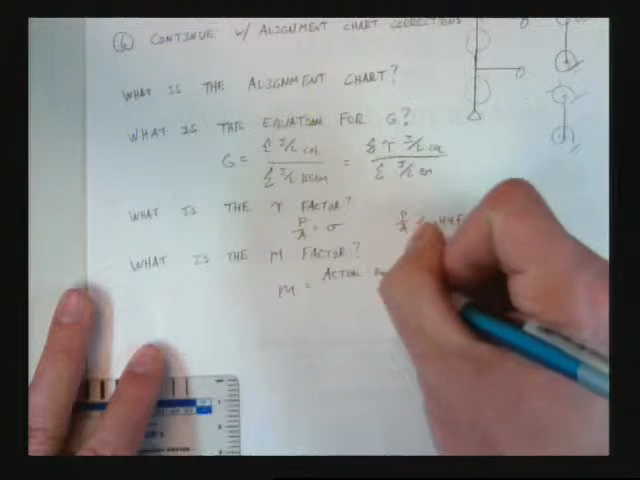 ⑥ CONTINUE W/ ALIGNMENT CHART CORRECTIONS
WHAT IS THE ALIGNMENT CHART?
WHAT IS THE EQUATION FOR G?
G = Σ I/L COL / Σ I/L BEAM = Σ τ I/L COL / Σ I/L BM
WHAT IS THE τ FACTOR?
P/A = σ P/A
WHAT IS THE M FACTOR?
M = ACTUAL